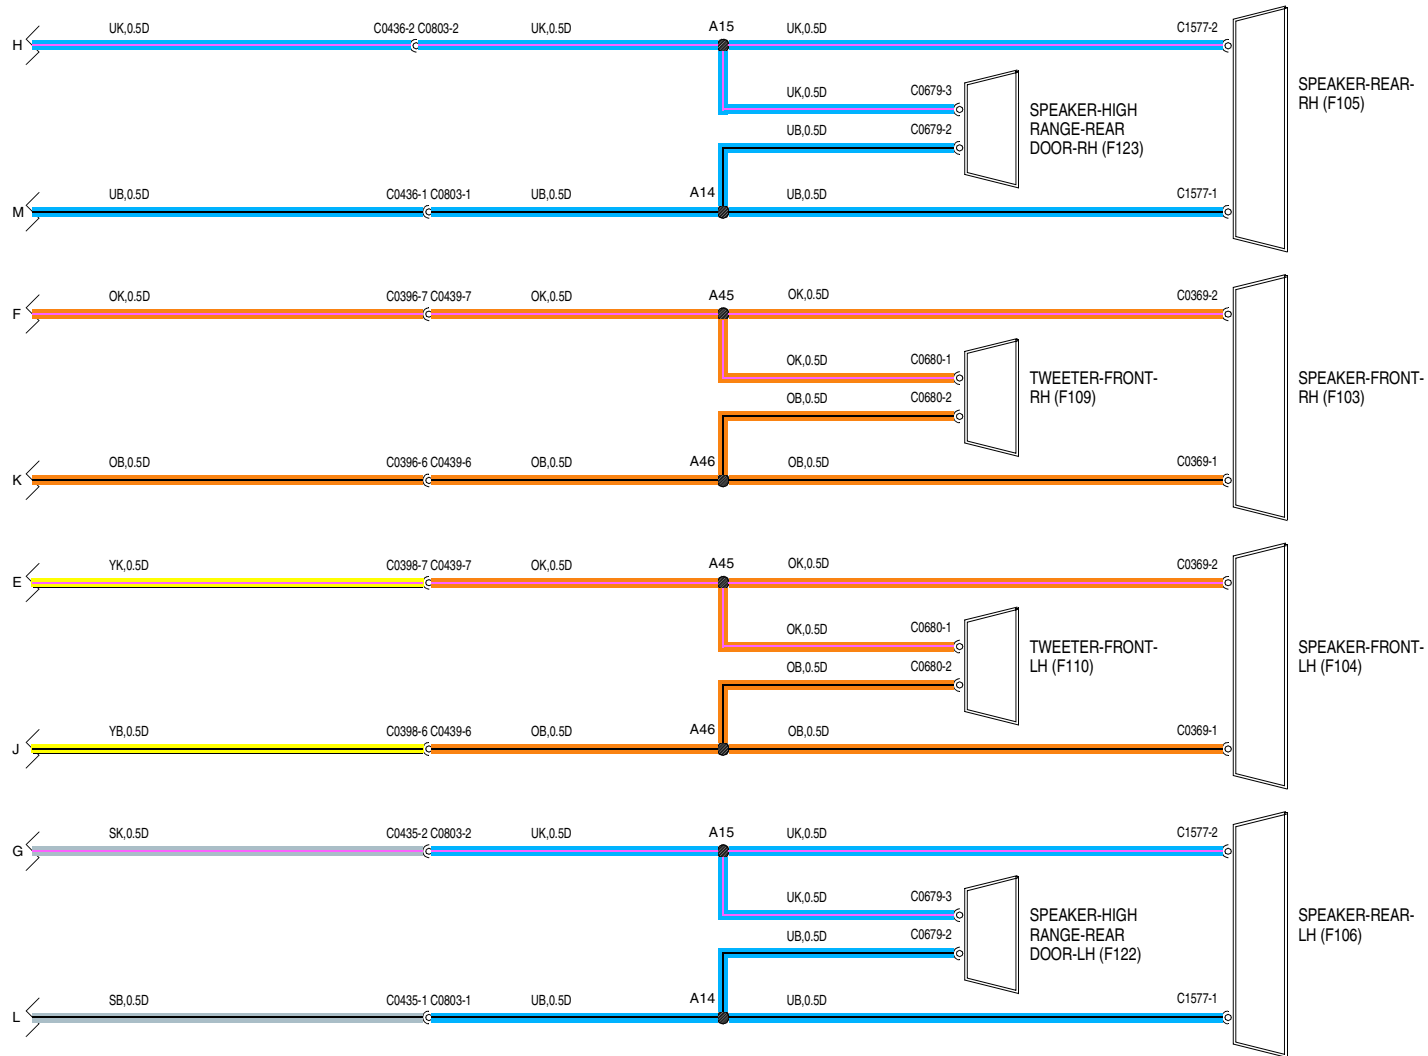 H UK,0.5D C0436-2 C0803-2 UK,0.5D A15 UK,0.5D C1577-2
UK,0.5D C0679-3
SPEAKER-HIGH
RANGE-REAR
DOOR-RH (F123)
SPEAKER-REAR-
RH (F105)
UB,0.5D C0679-2
M UB,0.5D C0436-1 C0803-1 UB,0.5D A14 UB,0.5D C1577-1
F OK,0.5D C0396-7 C0439-7 OK,0.5D A45 OK,0.5D C0369-2
OK,0.5D C0680-1
TWEETER-FRONT-
RH (F109)
SPEAKER-FRONT-
RH (F103)
OB,0.5D C0680-2
K OB,0.5D C0396-6 C0439-6 OB,0.5D A46 OB,0.5D C0369-1
E YK,0.5D C0398-7 C0439-7 OK,0.5D A45 OK,0.5D C0369-2
OK,0.5D C0680-1
TWEETER-FRONT-
LH (F110)
SPEAKER-FRONT-
LH (F104)
OB,0.5D C0680-2
J YB,0.5D C0398-6 C0439-6 OB,0.5D A46 OB,0.5D C0369-1
G SK,0.5D C0435-2 C0803-2 UK,0.5D A15 UK,0.5D C1577-2
UK,0.5D C0679-3
SPEAKER-HIGH
RANGE-REAR
DOOR-LH (F122)
SPEAKER-REAR-
LH (F106)
UB,0.5D C0679-2
L SB,0.5D C0435-1 C0803-1 UB,0.5D A14 UB,0.5D C1577-1